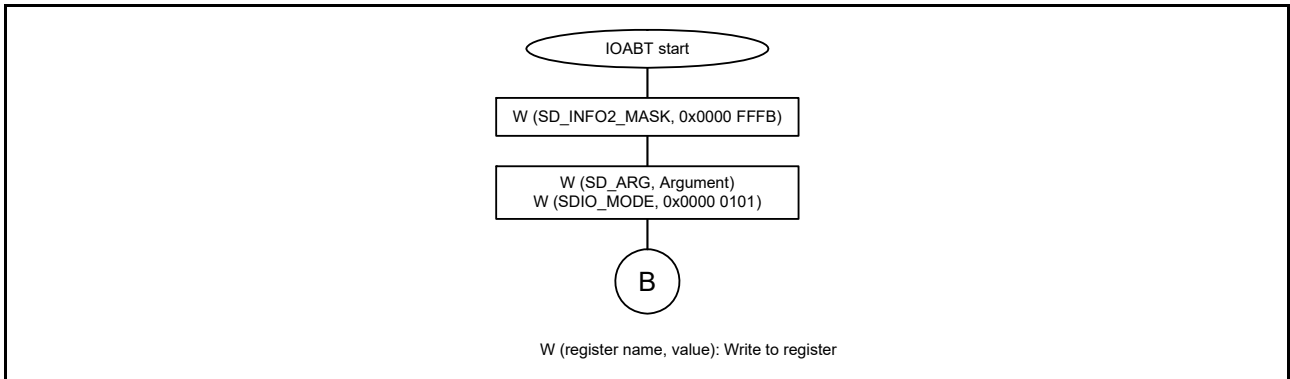 IOABT start
W (SD_INFO2_MASK, 0x0000 FFFB)
W (SD_ARG, Argument)
W (SDIO_MODE, 0x0000 0101)
B
W (register name, value): Write to register